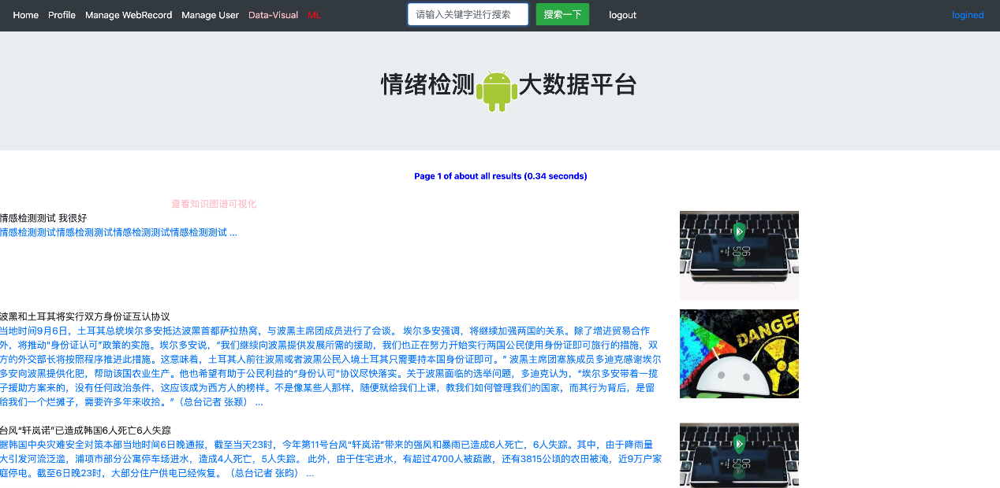 Home Profile Manage WebRecord Manage User Data-Visual ML 请输入关键字进行搜索 搜索一下 logout logined
情绪检测大数据平台
Page 1 of about all results (0.34 seconds)
查看知识图谱可视化
情感检测测试 我很好
情感检测测试情感检测测试情感检测测试情感检测测试 ...
波黑和土耳其将实行双方身份证互认协议
当地时间9月6日，土耳其总统埃尔多安抵达波黑首都萨拉热窝，与波黑主席团成员进行了会谈。 埃尔多安强调，将继续加强两国的关系。除了增进贸易合作
外，将推动“身份证认可”政策的实施。埃尔多安说，“我们继续向波黑提供发展所需的援助，我们也正在努力开始实行两国公民使用身份证即可旅行的措施，双
方的外交部长将按照程序推进此措施。这意味着，土耳其人前往波黑或者波黑公民入境土耳其只需要持本国身份证即可。” 波黑主席团塞族成员多迪克感谢埃尔
多安向波黑提供化肥，帮助该国农业生产。他也希望有助于公民利益的“身份认可”协议尽快落实。关于波黑面临的选举问题，多迪克认为，“埃尔多安带着一揽
子援助方案来的，没有任何政治条件，这应该成为西方人的榜样。不是像某些人那样，随便就给我们上课，教我们如何管理我们的国家，而其行为背后，是留
给我们一个烂摊子，需要许多年来收拾。”（总台记者 张颖） ...
DANGER
台风“轩岚诺”已造成韩国6人死亡6人失踪
据韩国中央灾难安全对策本部当地时间6日晚通报，截至当天23时，今年第11号台风“轩岚诺”带来的强风和暴雨已造成6人死亡，6人失踪。其中，由于降雨量
大引发河流泛滥，浦项市部分公寓停车场进水，造成4人死亡，5人失踪。 此外，由于住宅进水，有超过4700人被疏散，还有3815公顷的农田被淹，近9万户家
庭停电。截至6日晚23时，大部分住户供电已经恢复。（总台记者 张昀） ...